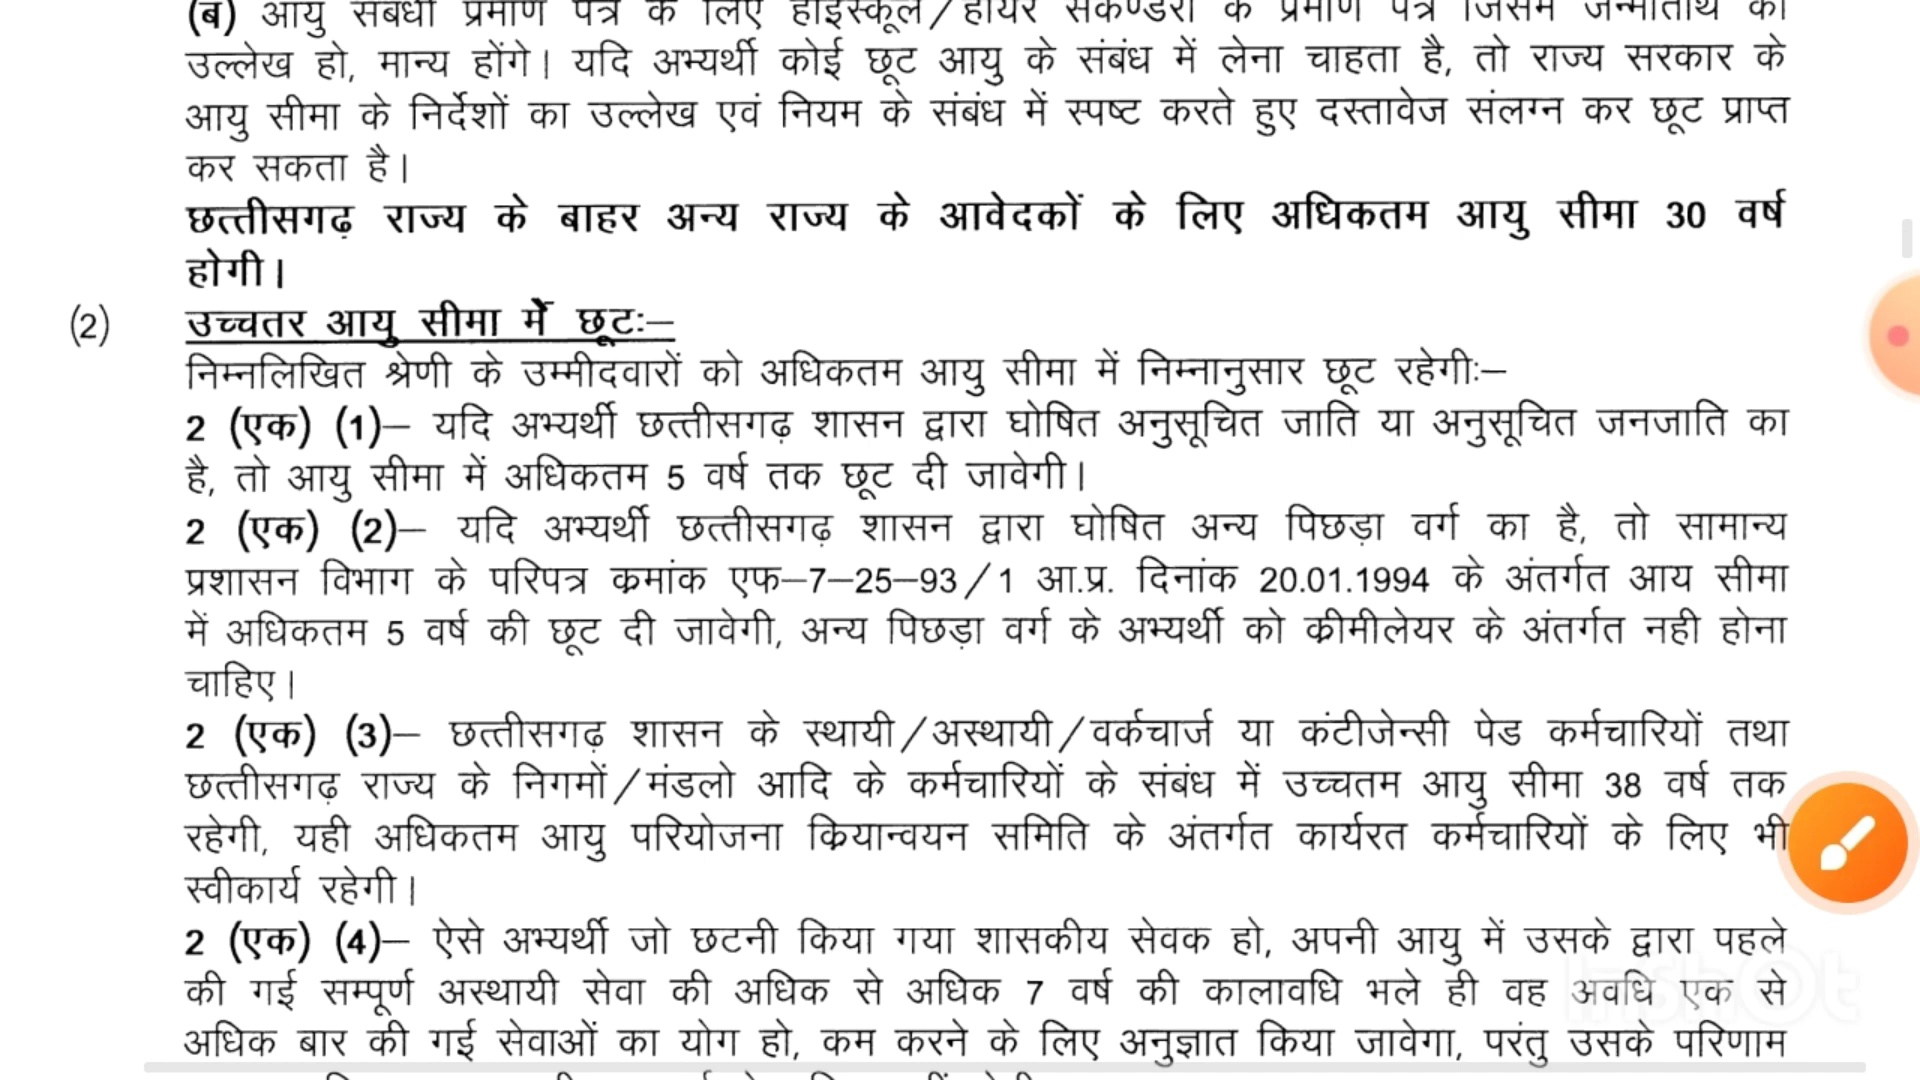 (ब) आयु संबंधी प्रमाण पत्र के लिए हाईस्कूल/हायर सेकेण्डरी के प्रमाण पत्र जिसमें जन्मतिथि का
उल्लेख हो, मान्य होंगे। यदि अभ्यर्थी कोई छूट आयु के संबंध में लेना चाहता है, तो राज्य सरकार के
आयु सीमा के निर्देशों का उल्लेख एवं नियम के संबंध में स्पष्ट करते हुए दस्तावेज संलग्न कर छूट प्राप्त
कर सकता है।
छत्तीसगढ़ राज्य के बाहर अन्य राज्य के आवेदकों के लिए अधिकतम आयु सीमा 30 वर्ष
होगी।
(2) उच्चतर आयु सीमा में छूटः–
निम्नलिखित श्रेणी के उम्मीदवारों को अधिकतम आयु सीमा में निम्नानुसार छूट रहेगीः–
2 (एक) (1)– यदि अभ्यर्थी छत्तीसगढ़ शासन द्वारा घोषित अनुसूचित जाति या अनुसूचित जनजाति का
है, तो आयु सीमा में अधिकतम 5 वर्ष तक छूट दी जावेगी।
2 (एक) (2)– यदि अभ्यर्थी छत्तीसगढ़ शासन द्वारा घोषित अन्य पिछड़ा वर्ग का है, तो सामान्य
प्रशासन विभाग के परिपत्र क्रमांक एफ–7–25–93/1 आ.प्र. दिनांक 20.01.1994 के अंतर्गत आय सीमा
में अधिकतम 5 वर्ष की छूट दी जावेगी, अन्य पिछड़ा वर्ग के अभ्यर्थी को क्रीमीलेयर के अंतर्गत नही होना
चाहिए।
2 (एक) (3)– छत्तीसगढ़ शासन के स्थायी/अस्थायी/वर्कचार्ज या कंटीजेन्सी पेड कर्मचारियों तथा
छत्तीसगढ़ राज्य के निगमों/मंडलो आदि के कर्मचारियों के संबंध में उच्चतम आयु सीमा 38 वर्ष तक
रहेगी, यही अधिकतम आयु परियोजना क्रियान्वयन समिति के अंतर्गत कार्यरत कर्मचारियों के लिए भी
स्वीकार्य रहेगी।
2 (एक) (4)– ऐसे अभ्यर्थी जो छटनी किया गया शासकीय सेवक हो, अपनी आयु में उसके द्वारा पहले
की गई सम्पूर्ण अस्थायी सेवा की अधिक से अधिक 7 वर्ष की कालावधि भले ही वह अवधि एक से
अधिक बार की गई सेवाओं का योग हो, कम करने के लिए अनुज्ञात किया जावेगा, परंतु उसके परिणाम
InShOt